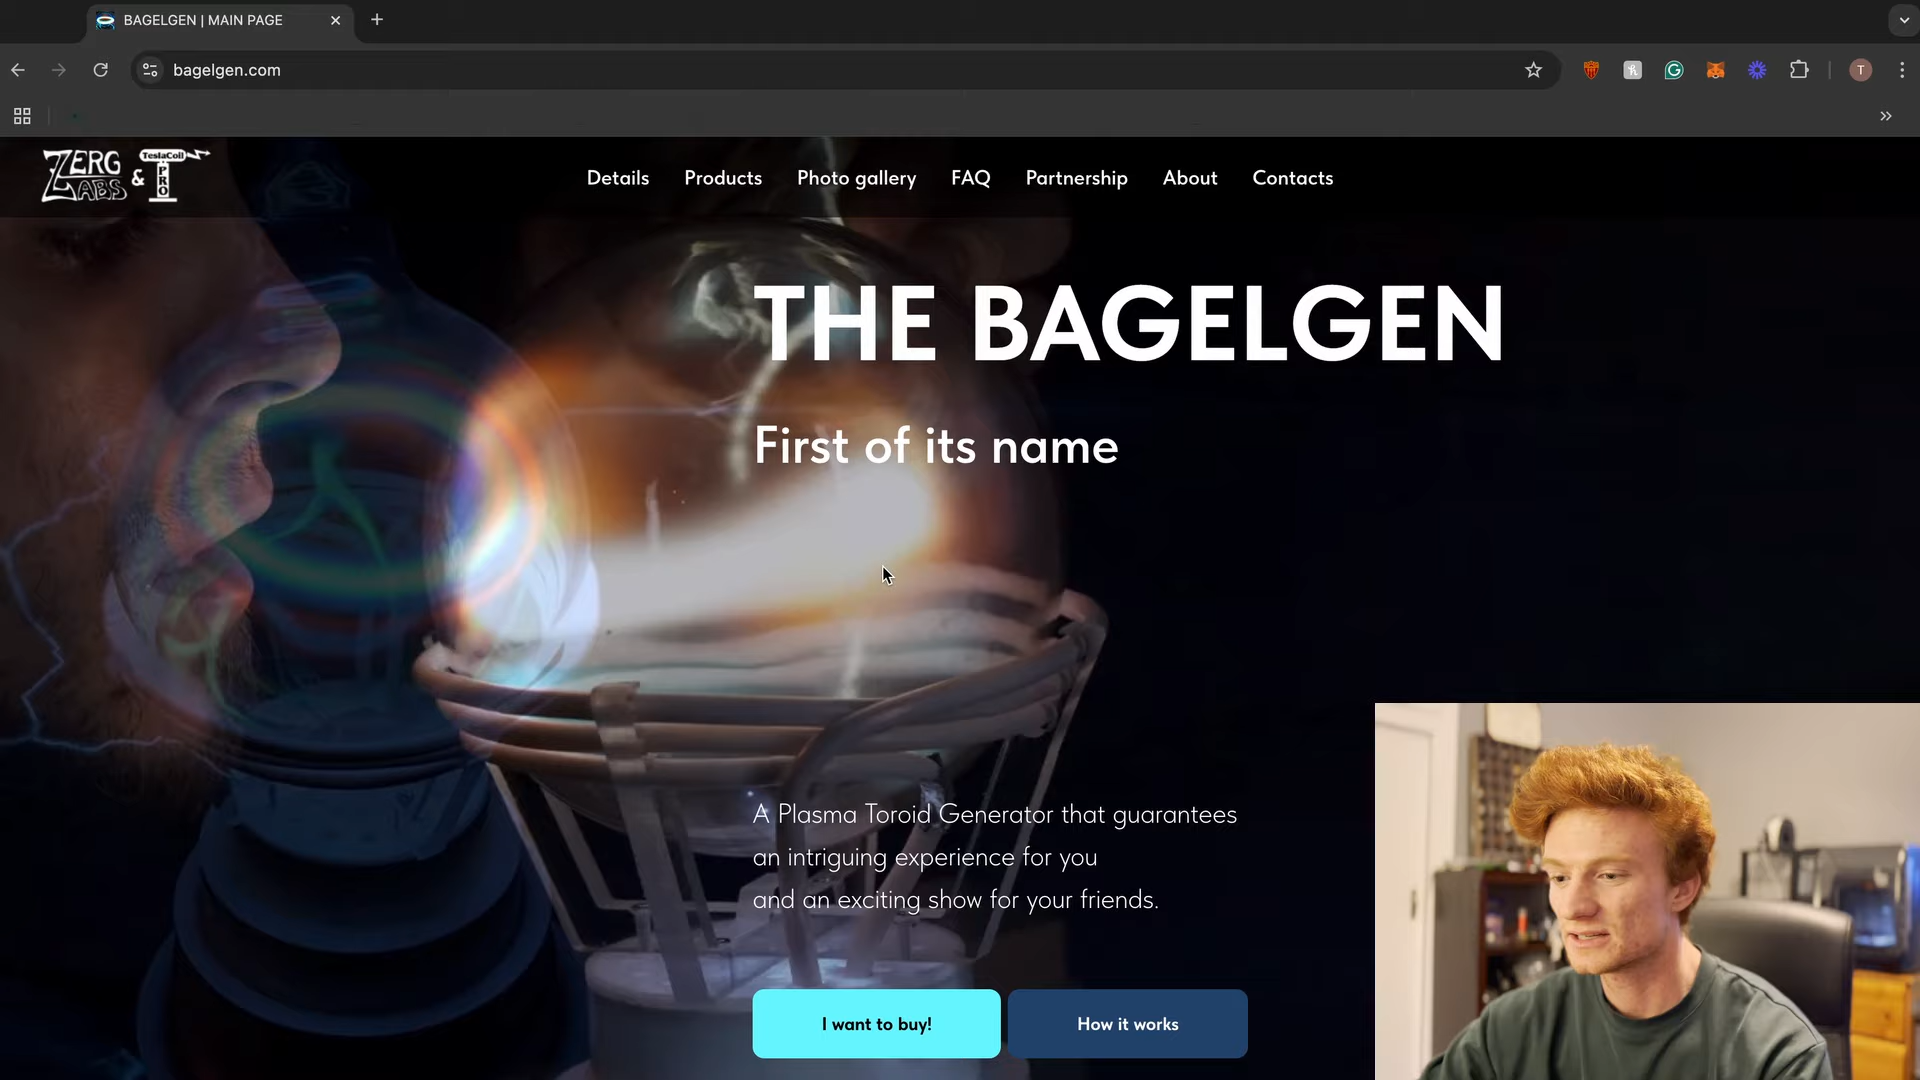 BAGELGEN | MAIN PAGE
bagelgen.com
T
ZERG LABS & TeslaCoil PRO
Details Products Photo gallery FAQ Partnership About Contacts
THE BAGELGEN
First of its name
A Plasma Toroid Generator that guarantees
an intriguing experience for you
and an exciting show for your friends.
I want to buy! How it works